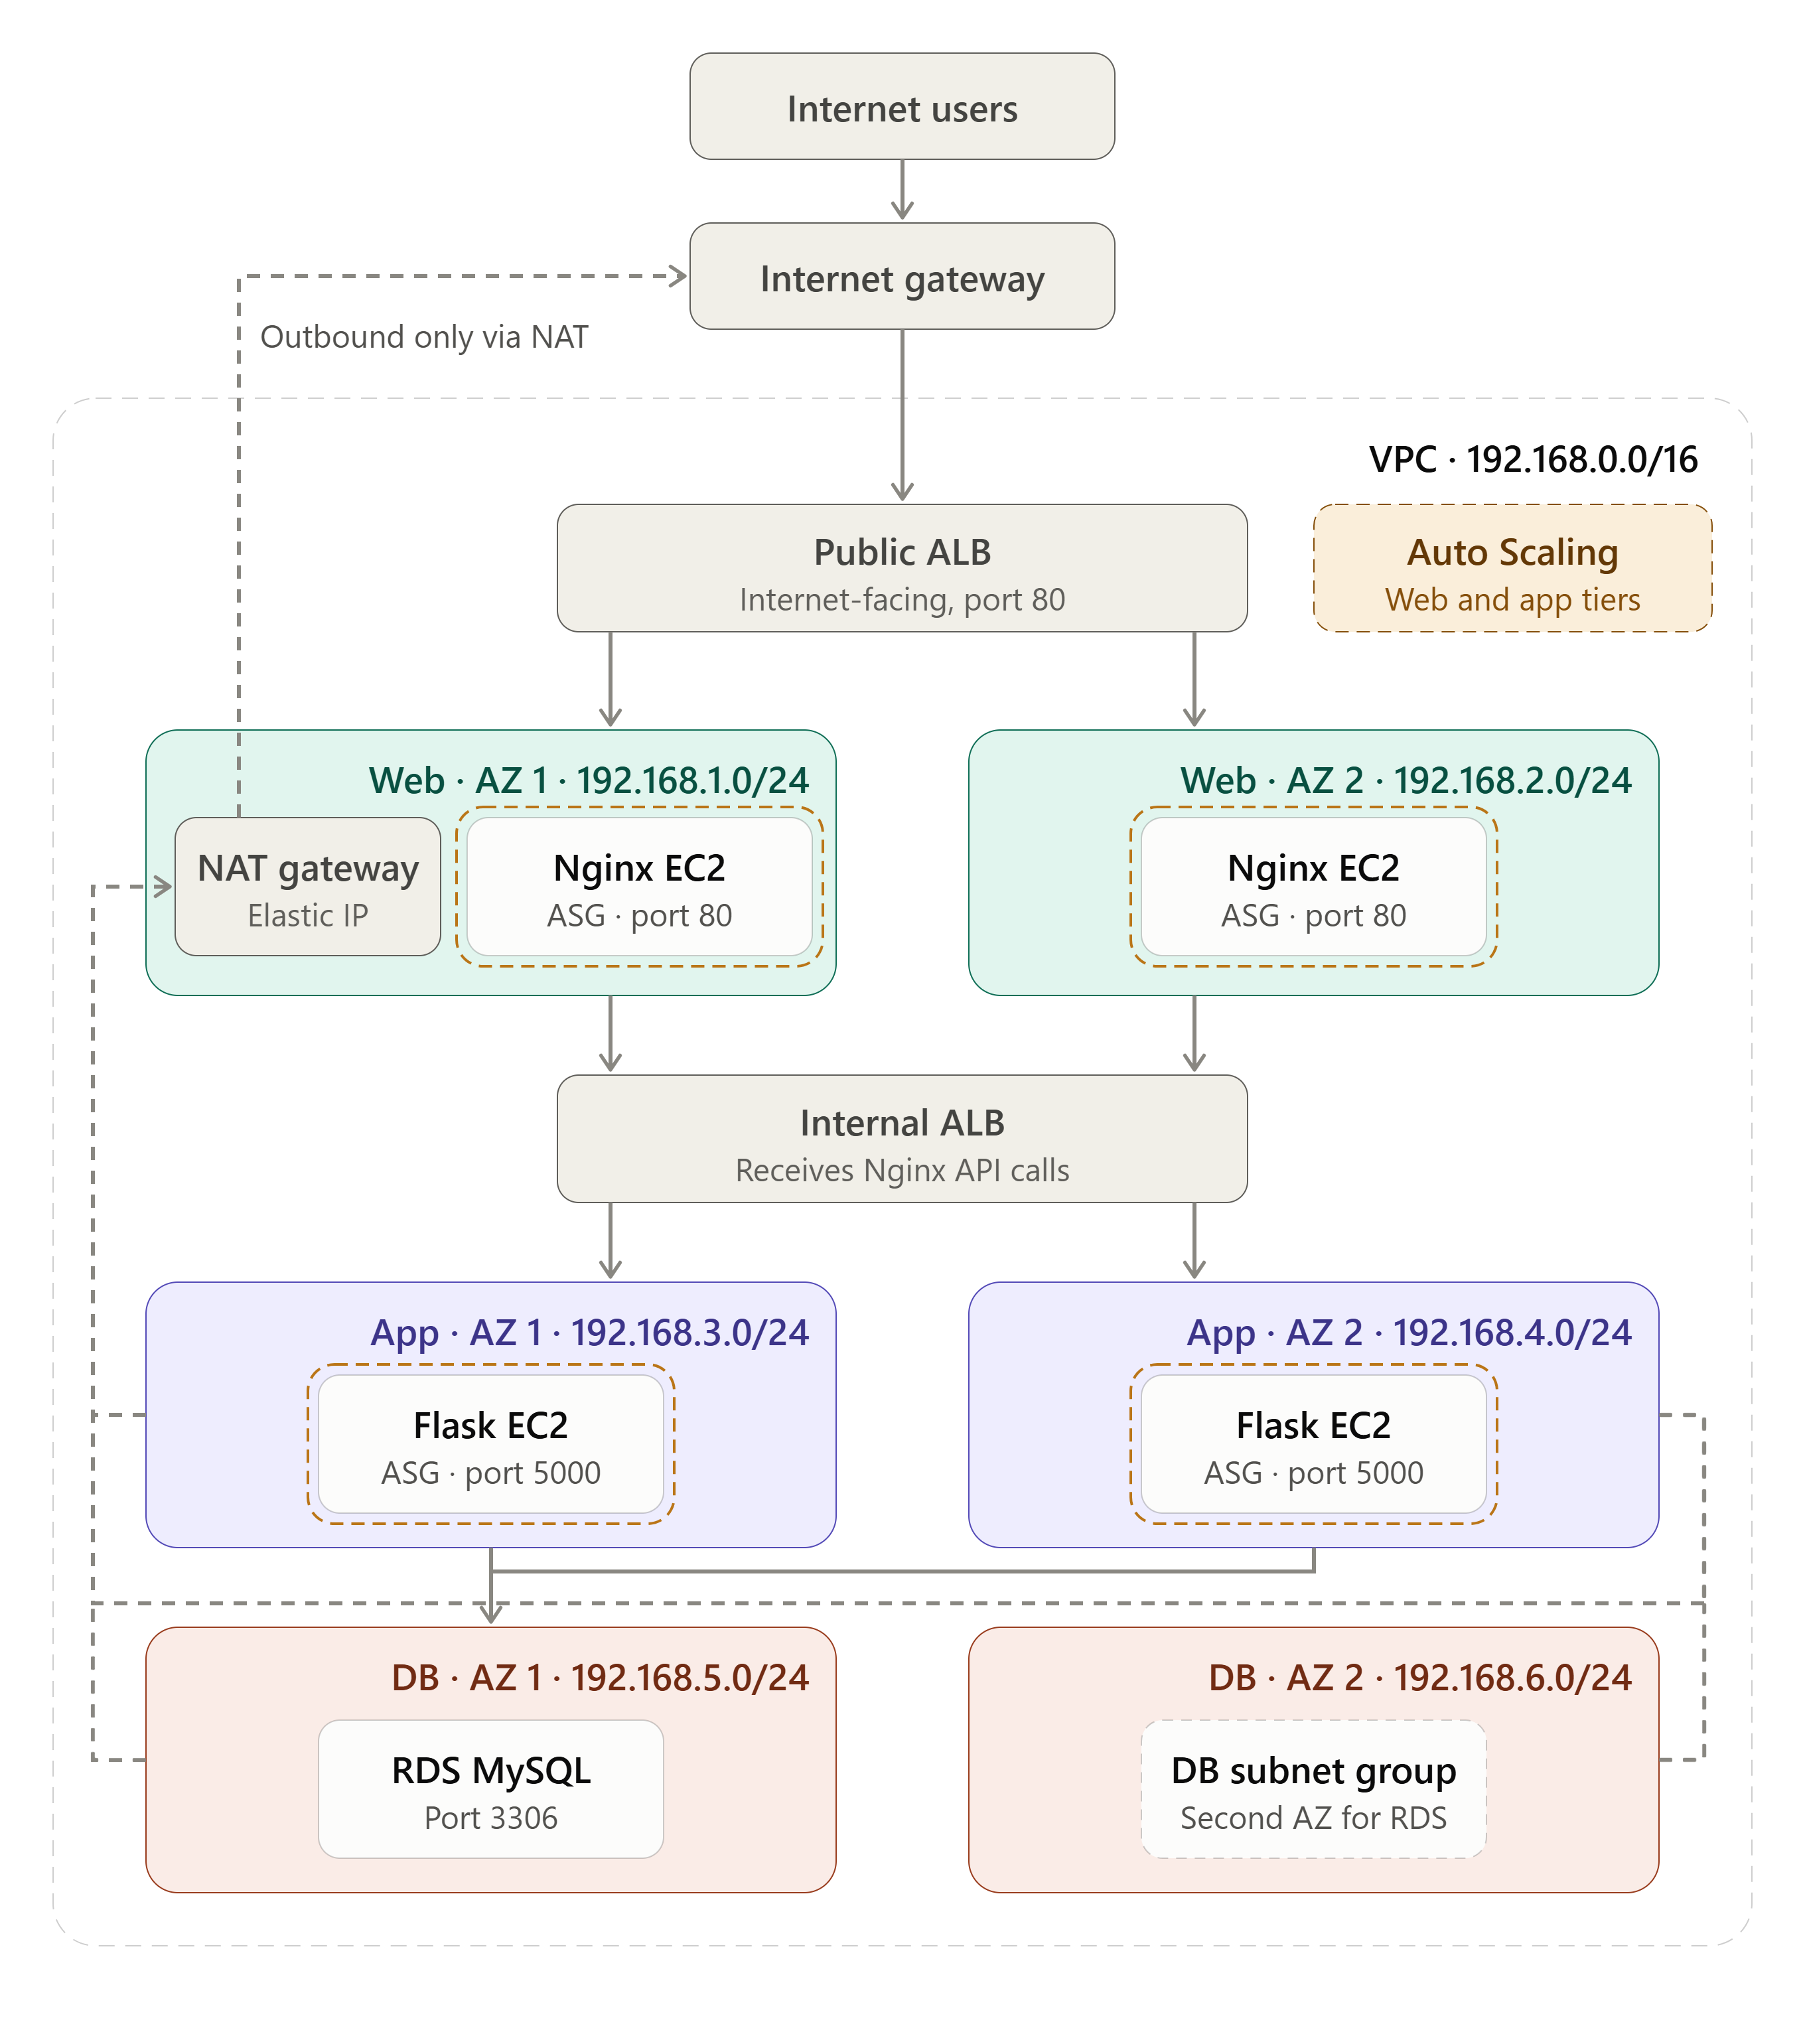 Internet users
Internet gateway
Outbound only via NAT
VPC · 192.168.0.0/16
Public ALB
Internet-facing, port 80
Auto Scaling
Web and app tiers
Web · AZ 1 · 192.168.1.0/24
NAT gateway
Elastic IP
Nginx EC2
ASG · port 80
Web · AZ 2 · 192.168.2.0/24
Nginx EC2
ASG · port 80
Internal ALB
Receives Nginx API calls
App · AZ 1 · 192.168.3.0/24
Flask EC2
ASG · port 5000
App · AZ 2 · 192.168.4.0/24
Flask EC2
ASG · port 5000
DB · AZ 1 · 192.168.5.0/24
RDS MySQL
Port 3306
DB · AZ 2 · 192.168.6.0/24
DB subnet group
Second AZ for RDS